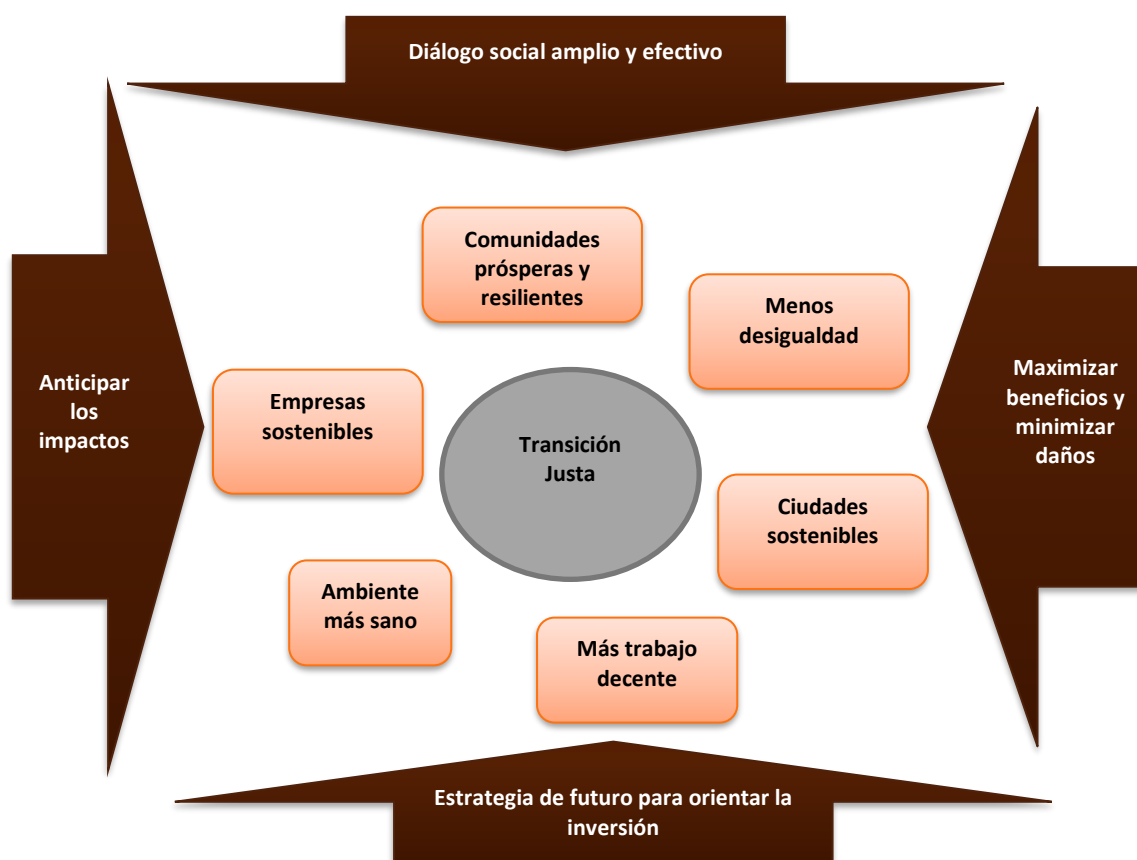 Diálogo social amplio y efectivo
Comunidades
prósperas y
resilientes
Menos
desigualdad
Anticipar
los
impactos
Empresas
sostenibles
Transición
Justa
Maximizar
beneficios y
minimizar
daños
Ciudades
sostenibles
Ambiente
más sano
Más trabajo
decente
Estrategia de futuro para orientar la
inversión